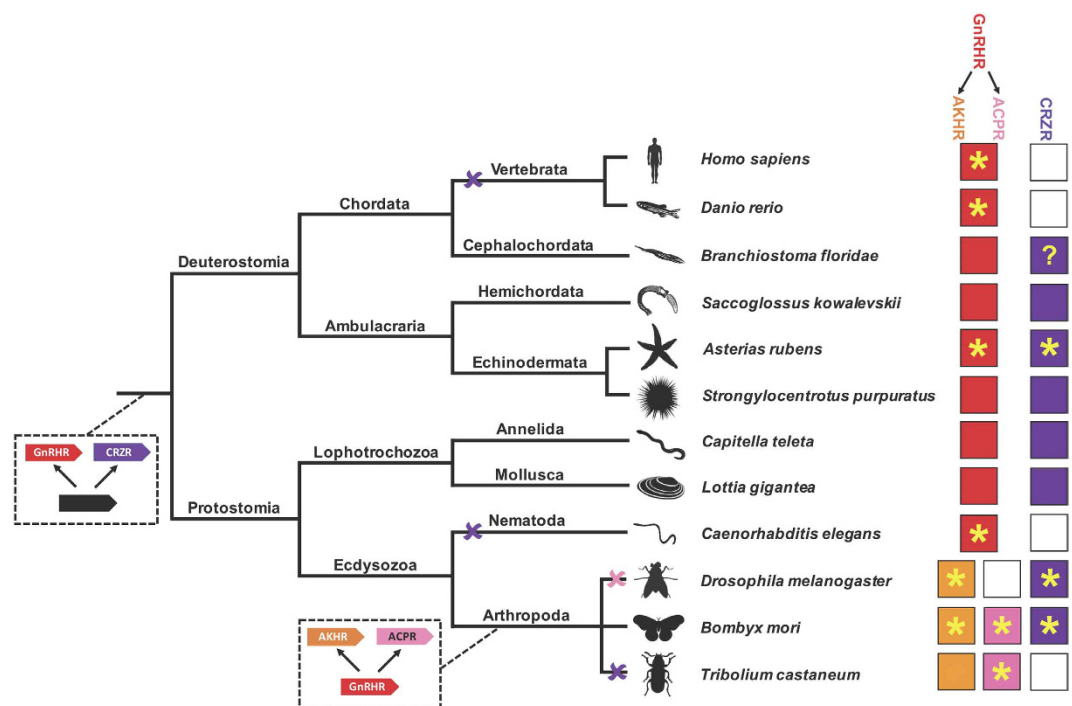 GnRHR
AKHR
ACPR
CRZR
Vertebrata
Homo sapiens
*
Chordata
Danio rerio
*
Cephalochordata
Branchiostoma floridae
?
Deuterostomia
Hemichordata
Saccoglossus kowalevskii
Ambulacraria
Echinodermata
Asterias rubens
* *
Strongylocentrotus purpuratus
GnRHR CRZR
Annelida
Capitella teleta
Lophotrochozoa
Mollusca
Lottia gigantea
Protostomia
Nematoda
Caenorhabditis elegans
*
Ecdysozoa
Drosophila melanogaster
* *
Arthropoda
Bombyx mori
* * *
AKHR ACPR
GnRHR
Tribolium castaneum
*